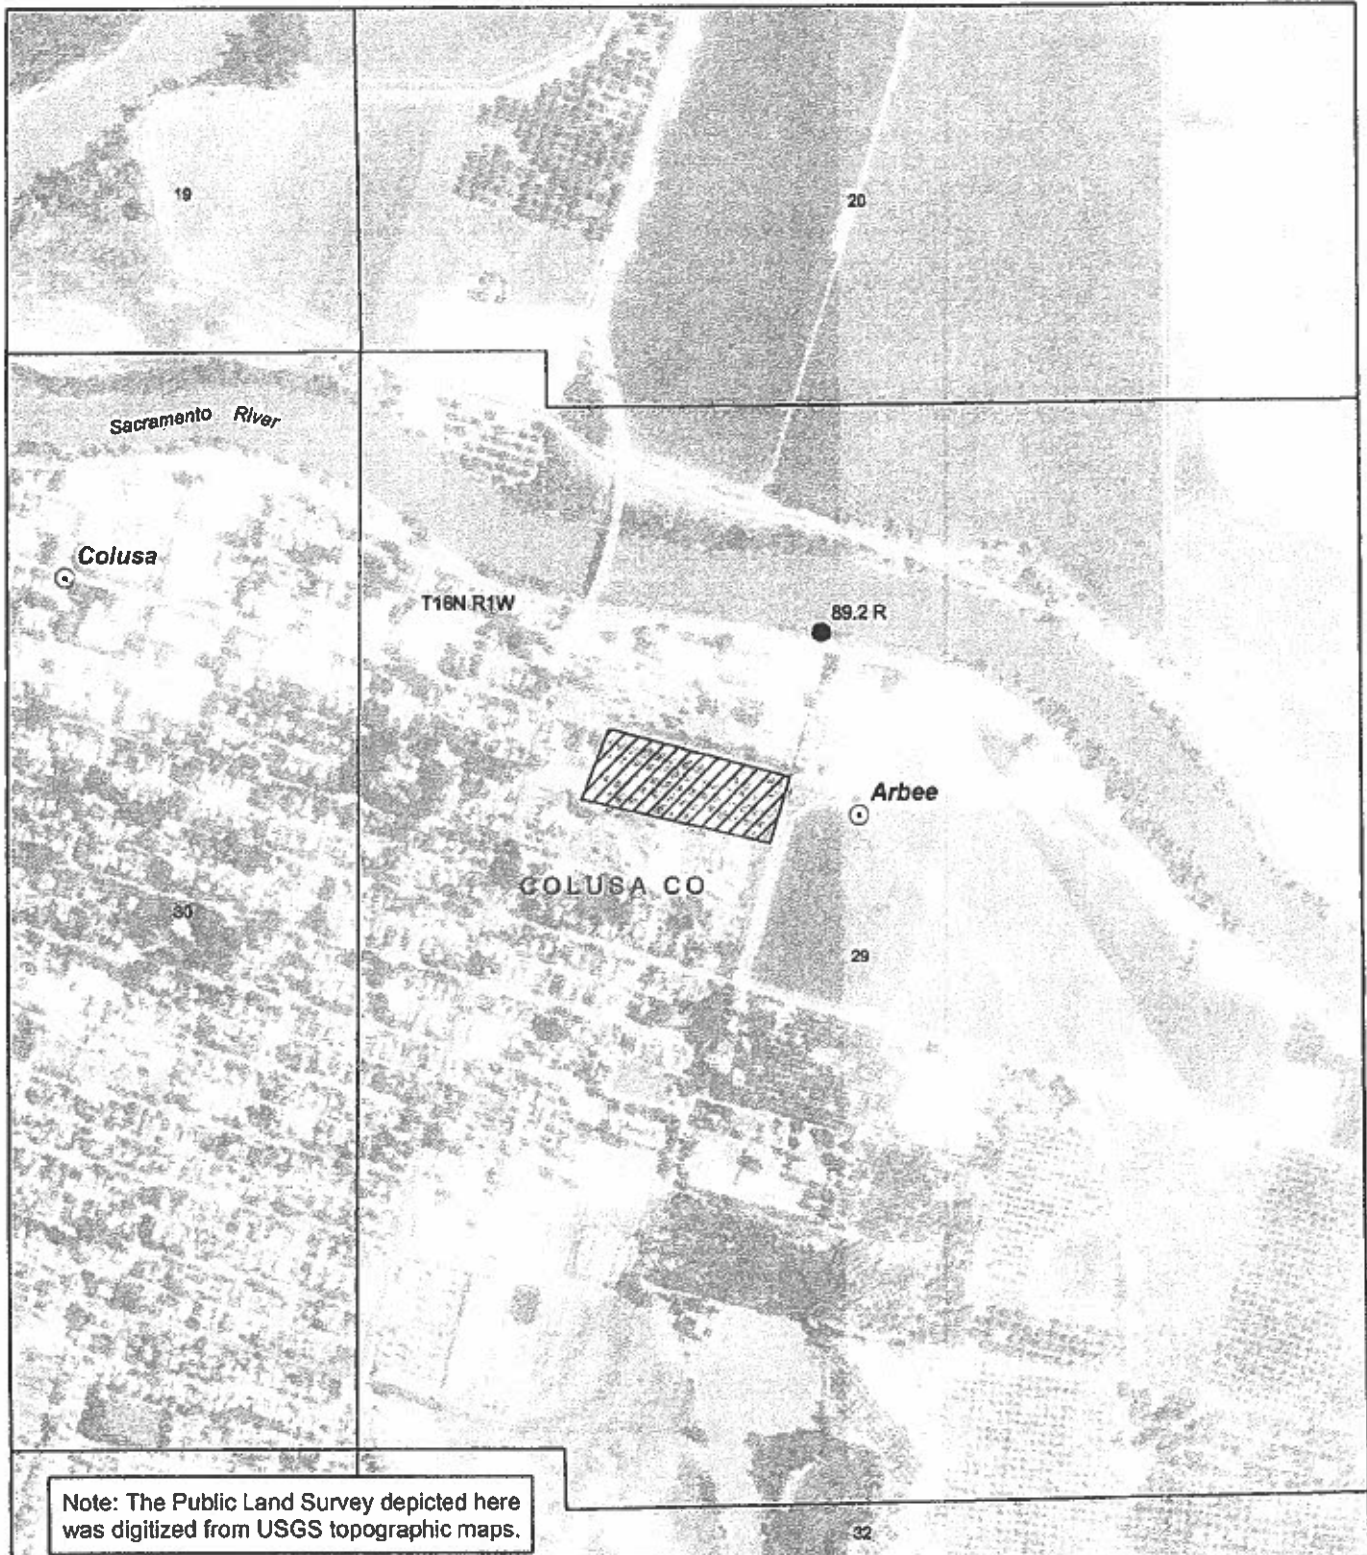 19
20
Sacramento River
Colusa
T16N R1W
89.2 R
Arbee
COLUSA CO
30
29
Note: The Public Land Survey depicted here
was digitized from USGS topographic maps.
32